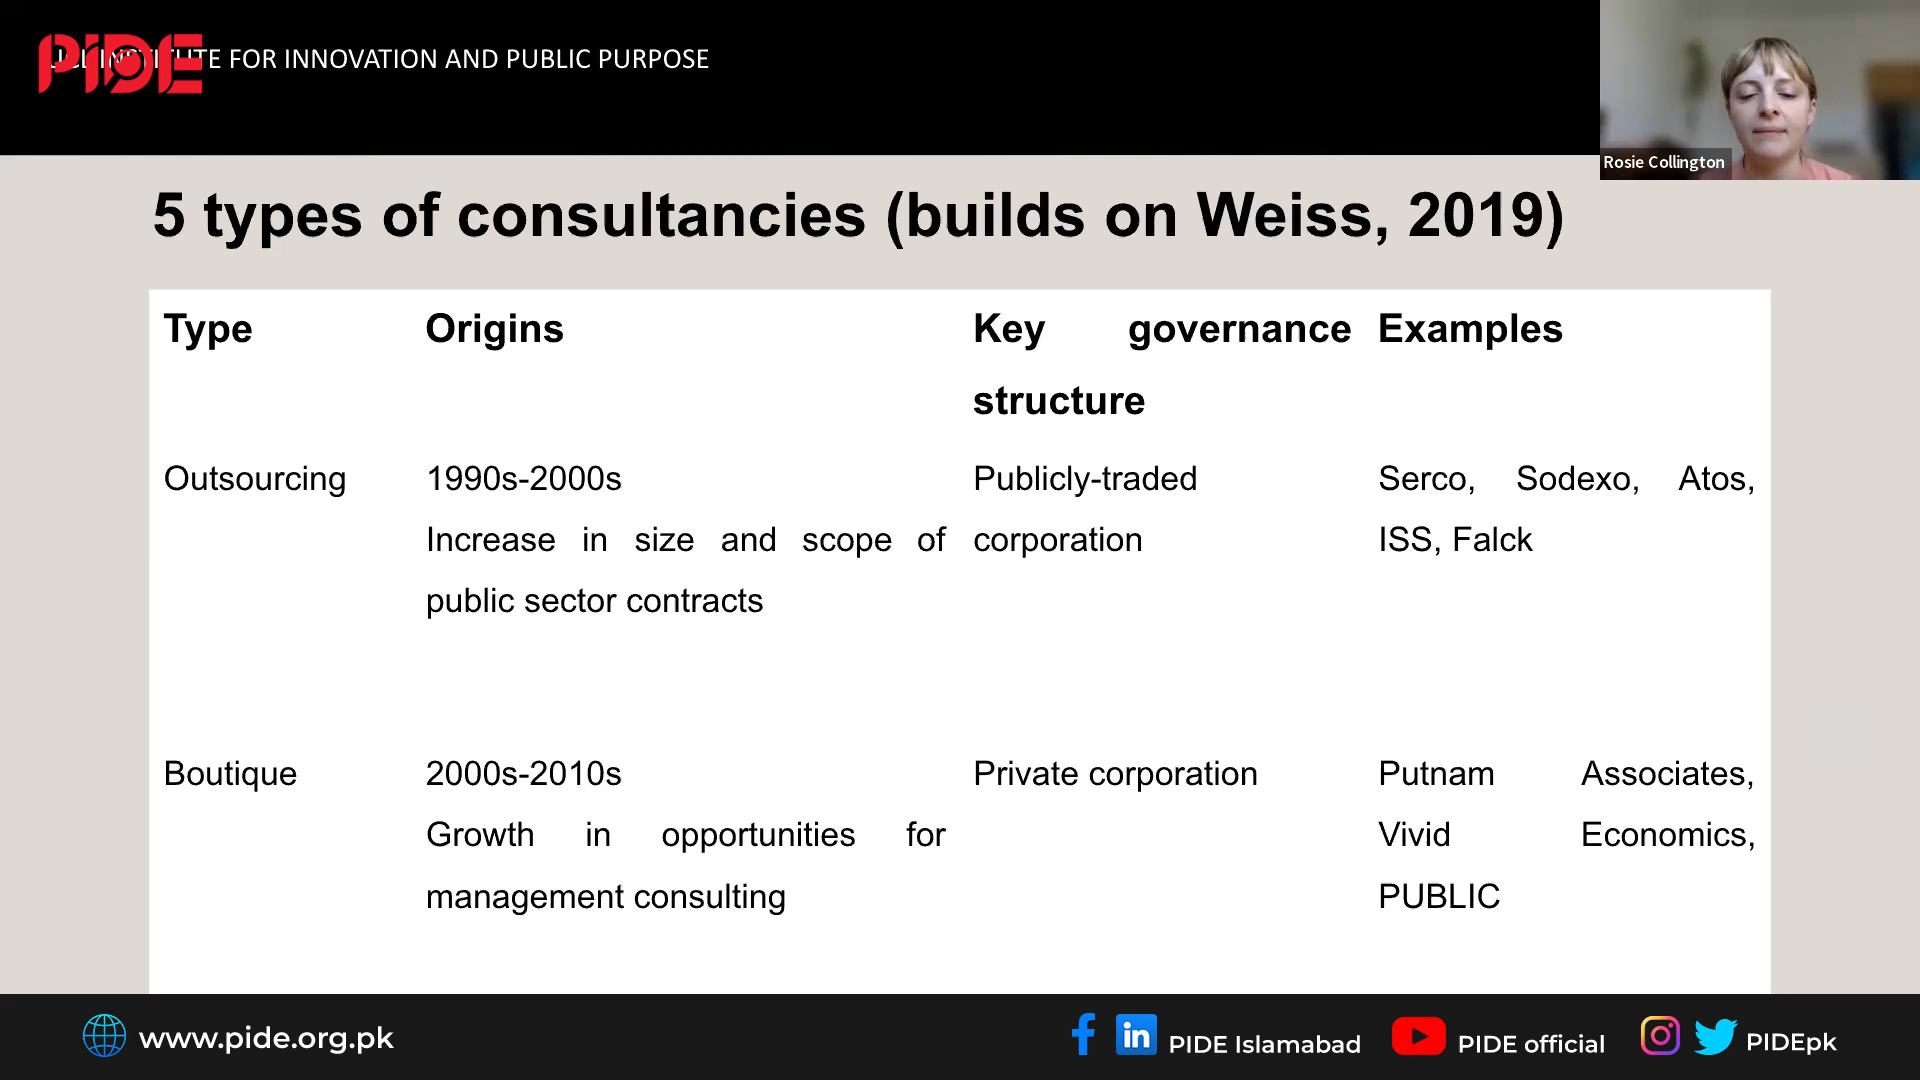 PIDE
UCL INSTITUTE FOR INNOVATION AND PUBLIC PURPOSE
Rosie Collington
5 types of consultancies (builds on Weiss, 2019)
Type Origins Key governance Examples
structure
Outsourcing 1990s-2000s Publicly-traded Serco, Sodexo, Atos,
Increase in size and scope of corporation ISS, Falck
public sector contracts
Boutique 2000s-2010s Private corporation Putnam Associates,
Growth in opportunities for Vivid Economics,
management consulting PUBLIC
www.pide.org.pk PIDE Islamabad PIDE official PIDEpk